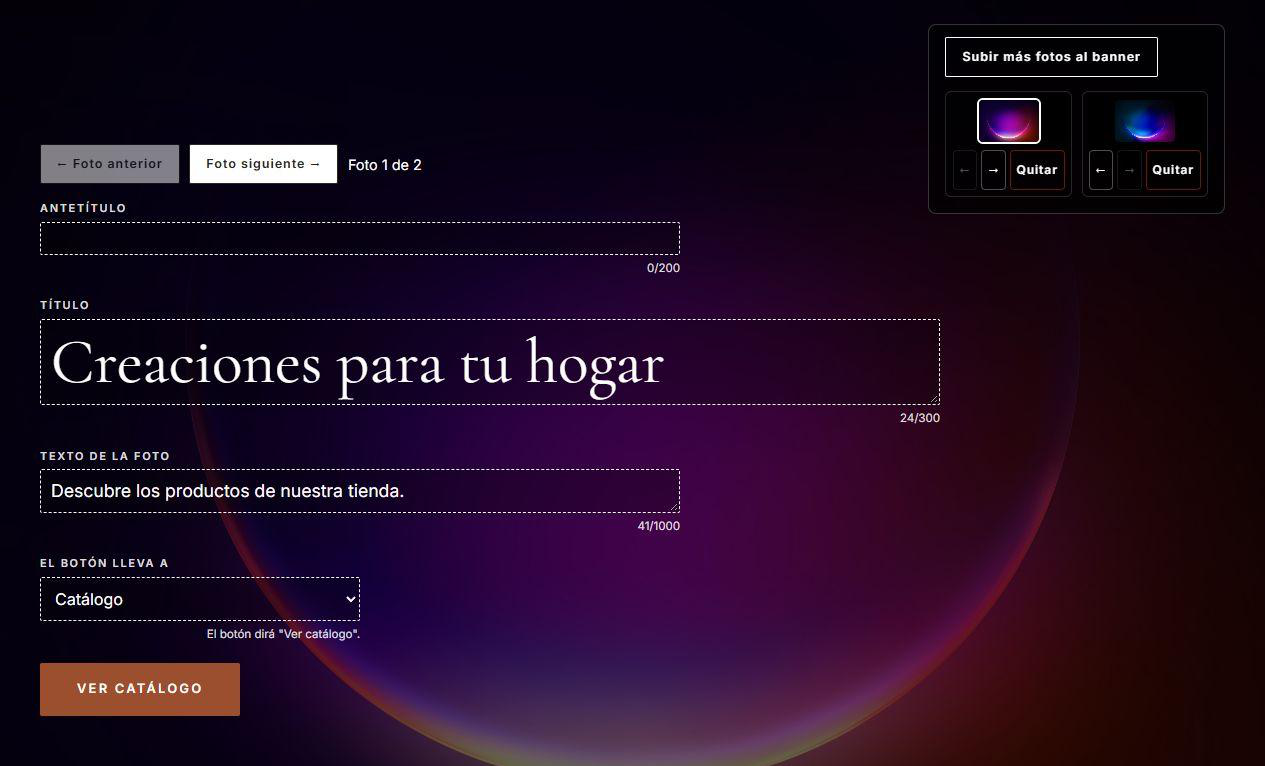 Subir más fotos al banner
← → Quitar ← → Quitar
← Foto anterior Foto siguiente → Foto 1 de 2
ANTETÍTULO
0/200
TÍTULO
Creaciones para tu hogar
24/300
TEXTO DE LA FOTO
Descubre los productos de nuestra tienda.
41/1000
EL BOTÓN LLEVA A
Catálogo
El botón dirá "Ver catálogo".
VER CATÁLOGO